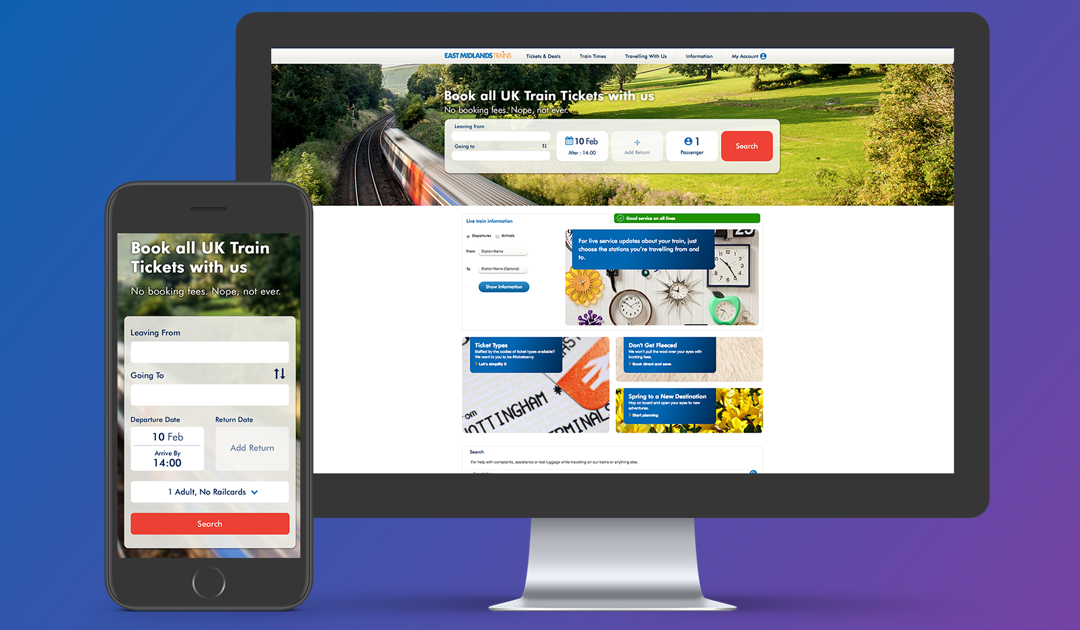 Book all UK Train
Tickets with us
No booking fees. Nope, not ever.
Leaving From
Going To
Departure Date
Return Date
10 Feb
Arrive By
14:00
Add Return
1 Adult, No Railcards
Search
EAST MIDLANDS TRAINS
Tickets & Deals
Train Times
Travelling With Us
Information
My Account
Book all UK Train Tickets with us
No booking fees. Nope, not ever.
Leaving from
Going to
10 Feb
After : 14:00
Add Return
1
Passenger
Search
Live train information
Good service on all lines
Departures
Arrivals
From
Station Name
To
Station Name (Optional)
Show Information
For live service updates about your train, just
choose the stations you're travelling from and
to.
Ticket Types
Baffled by the oodles of ticket types available?
We want to you to be #ticketsavvy
Let's simplify it
NOTTINGHAM
Don't Get Fleeced
We won't pull the wool over your eyes with
booking fees.
Book direct and save
Spring to a New Destination
Hop on board and open your eyes to new
adventures.
Start planning
Search
For help with complaints, assistance or lost luggage while travelling on our trains or anything else.